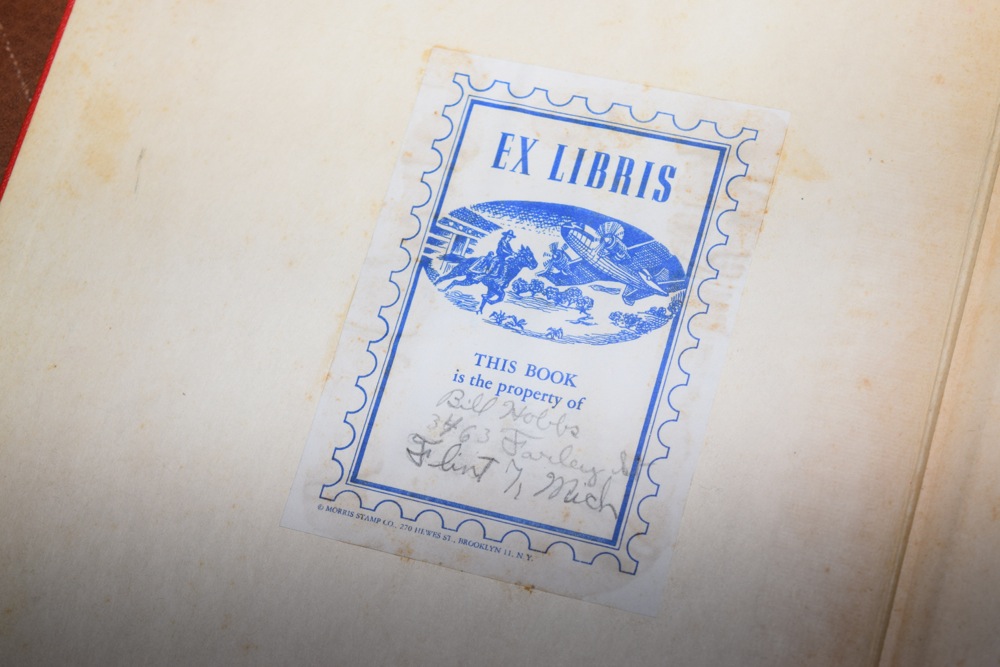 EX LIBRIS
THIS BOOK
is the property of
Bill Hobbs
3463 Farley St
Flint 7, Mich
© MORRIS STAMP CO., 270 HEWES ST., BROOKLYN 11, N.Y.